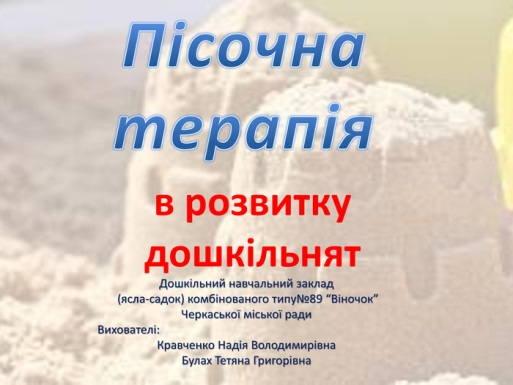 Пісочна
терапія
в розвитку
дошкільнят
Дошкільний навчальний заклад
(ясла-садок) комбінованого типу№89 “Віночок”
Черкаської міської ради
Вихователі:
Кравченко Надія Володимирівна
Булах Тетяна Григорівна